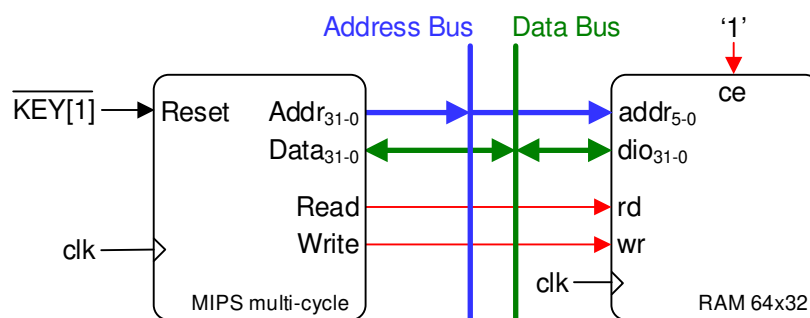 Address Bus Data Bus '1'
KEY[1] Reset Addr31-0 addr5-0 ce
Data31-0 dio31-0
Read rd
Write wr
clk clk
MIPS multi-cycle RAM 64x32